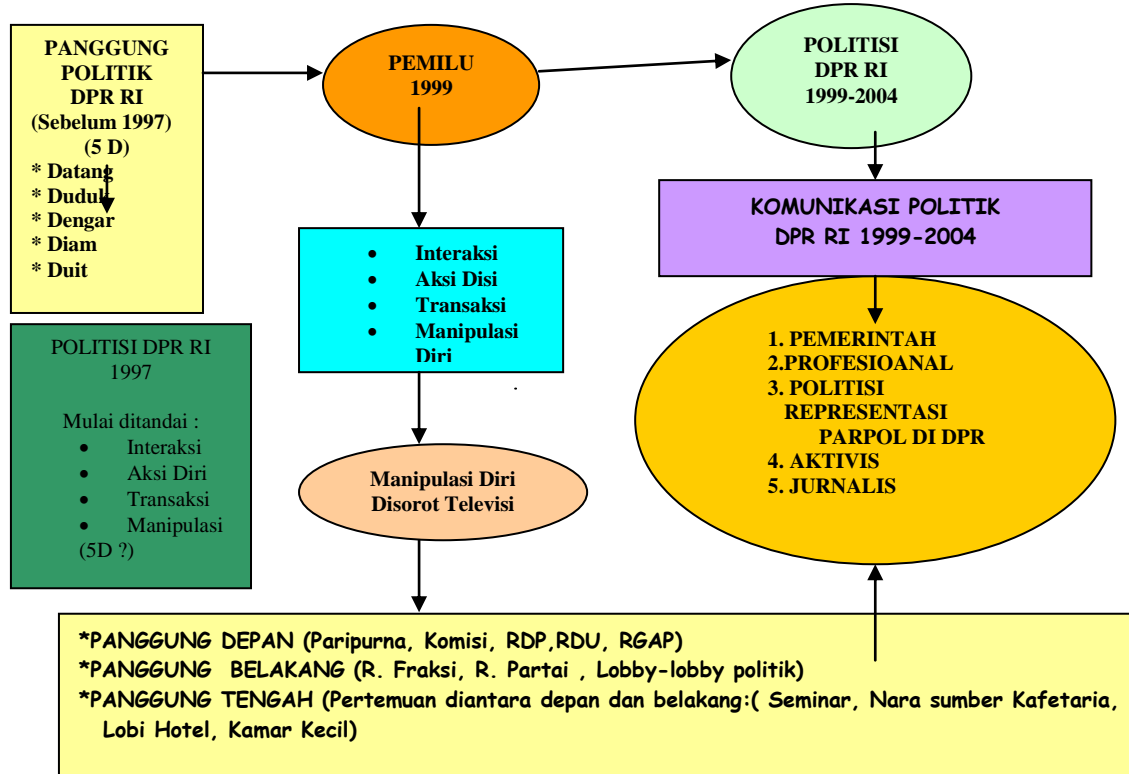 PANGGUNG
POLITIK
DPR RI
(Sebelum 1997)
(5 D)
* Datang
* Duduk
* Dengar
* Diam
* Duit
PEMILU
1999
POLITISI
DPR RI
1999-2004
KOMUNIKASI POLITIK
DPR RI 1999-2004
• Interaksi
• Aksi Disi
• Transaksi
• Manipulasi
Diri
POLITISI DPR RI
1997
Mulai ditandai :
• Interaksi
• Aksi Diri
• Transaksi
• Manipulasi
(5D ?)
1. PEMERINTAH
2.PROFESIOANAL
3. POLITISI
REPRESENTASI
PARPOL DI DPR
4. AKTIVIS
5. JURNALIS
Manipulasi Diri
Disorot Televisi
*PANGGUNG DEPAN (Paripurna, Komisi, RDP,RDU, RGAP)
*PANGGUNG BELAKANG (R. Fraksi, R. Partai , Lobby-lobby politik)
*PANGGUNG TENGAH (Pertemuan diantara depan dan belakang:( Seminar, Nara sumber Kafetaria,
Lobi Hotel, Kamar Kecil)